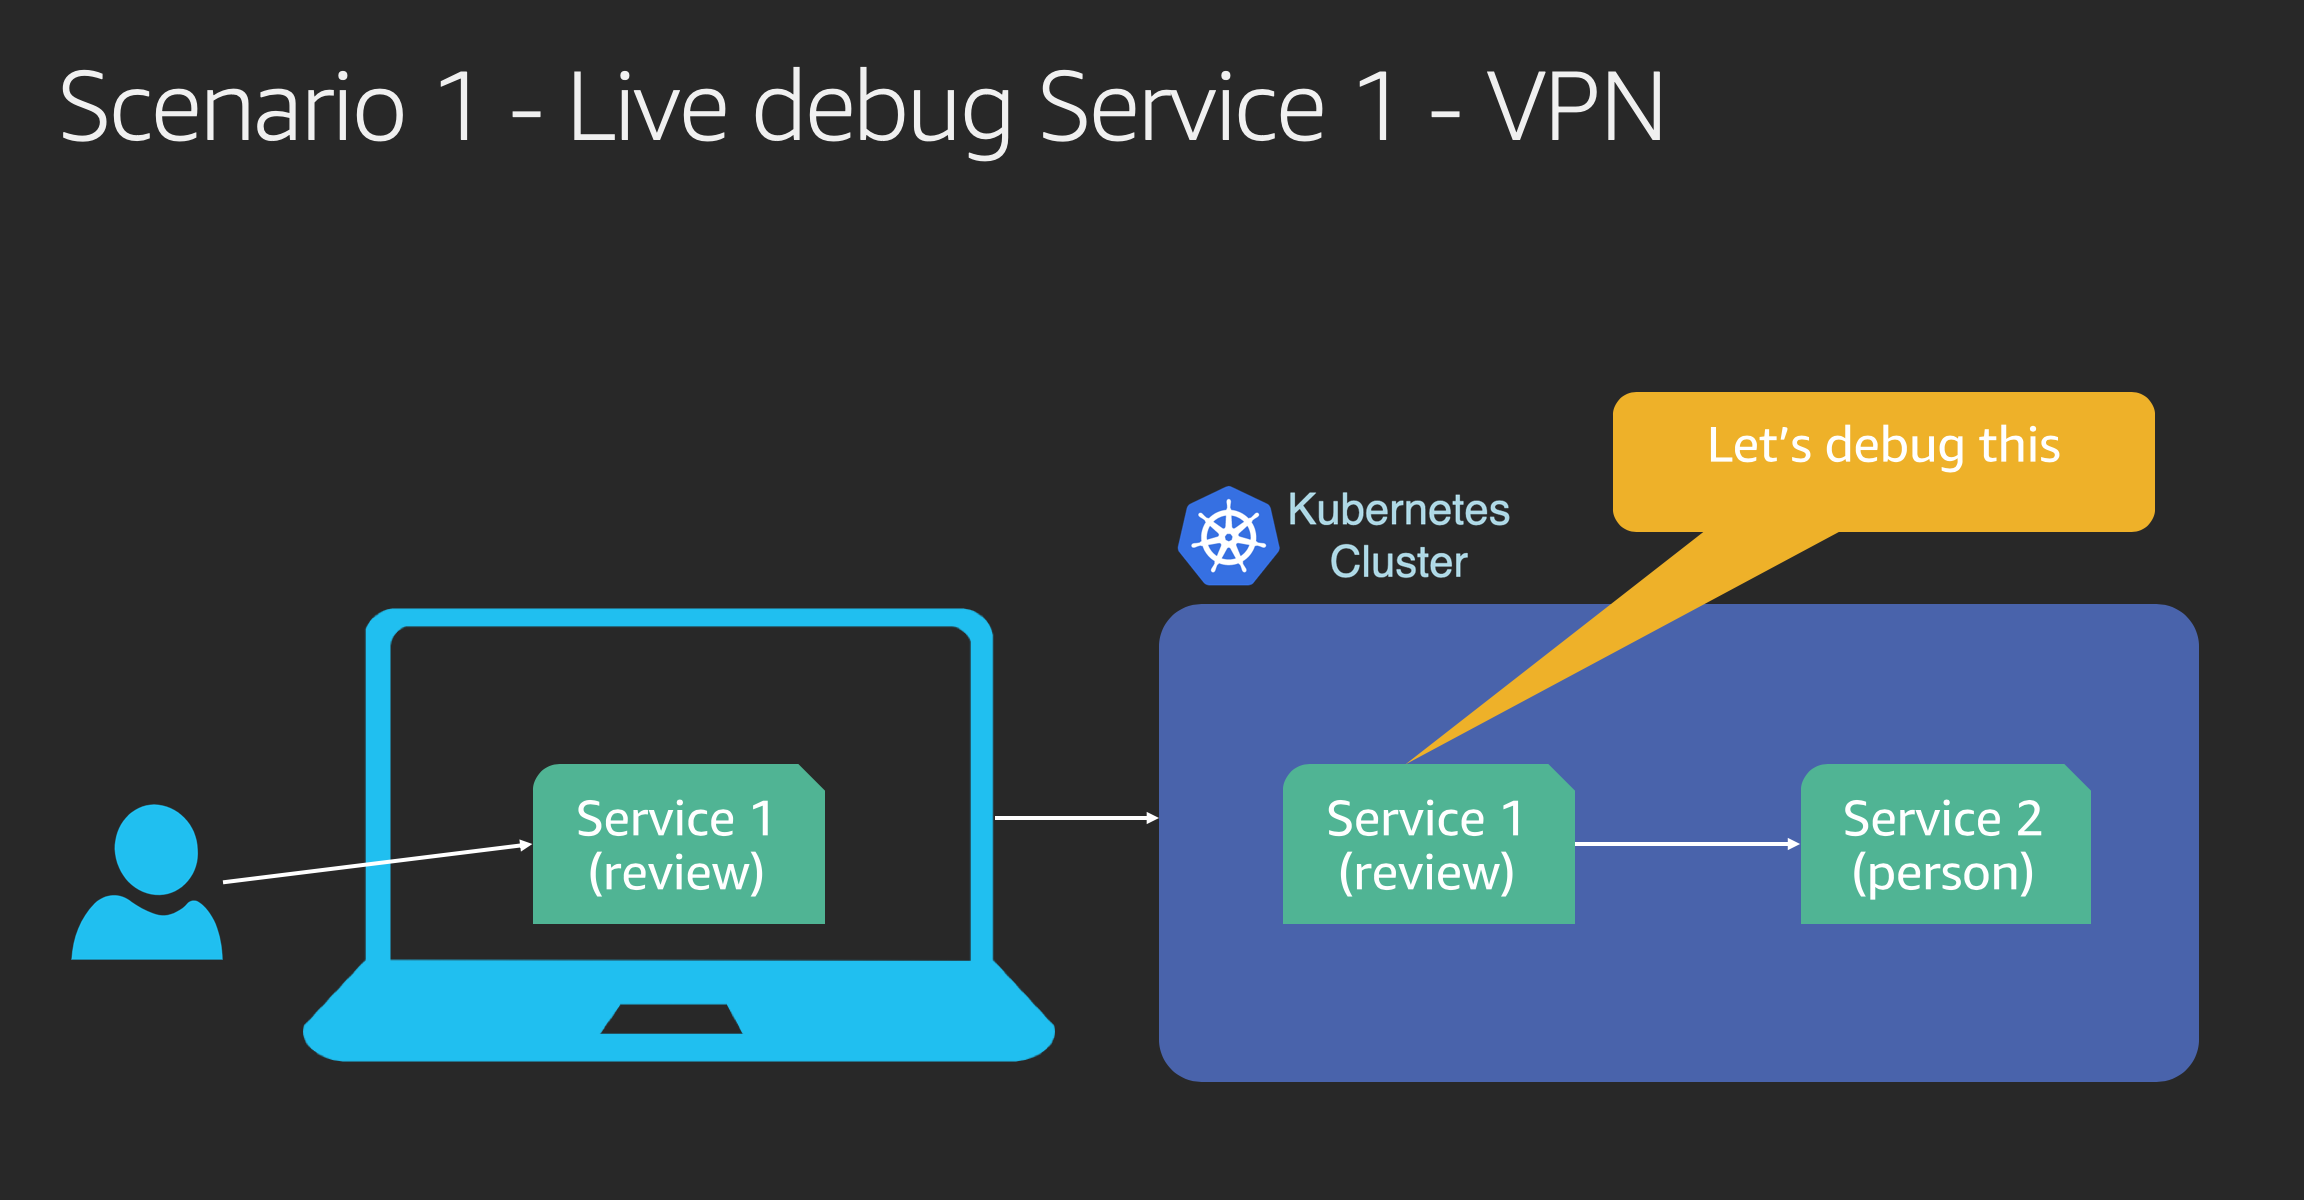 Scenario 1 - Live debug Service 1 - VPN
Let's debug this
Kubernetes
Cluster
Service 1
(review)
Service 1
(review)
Service 2
(person)